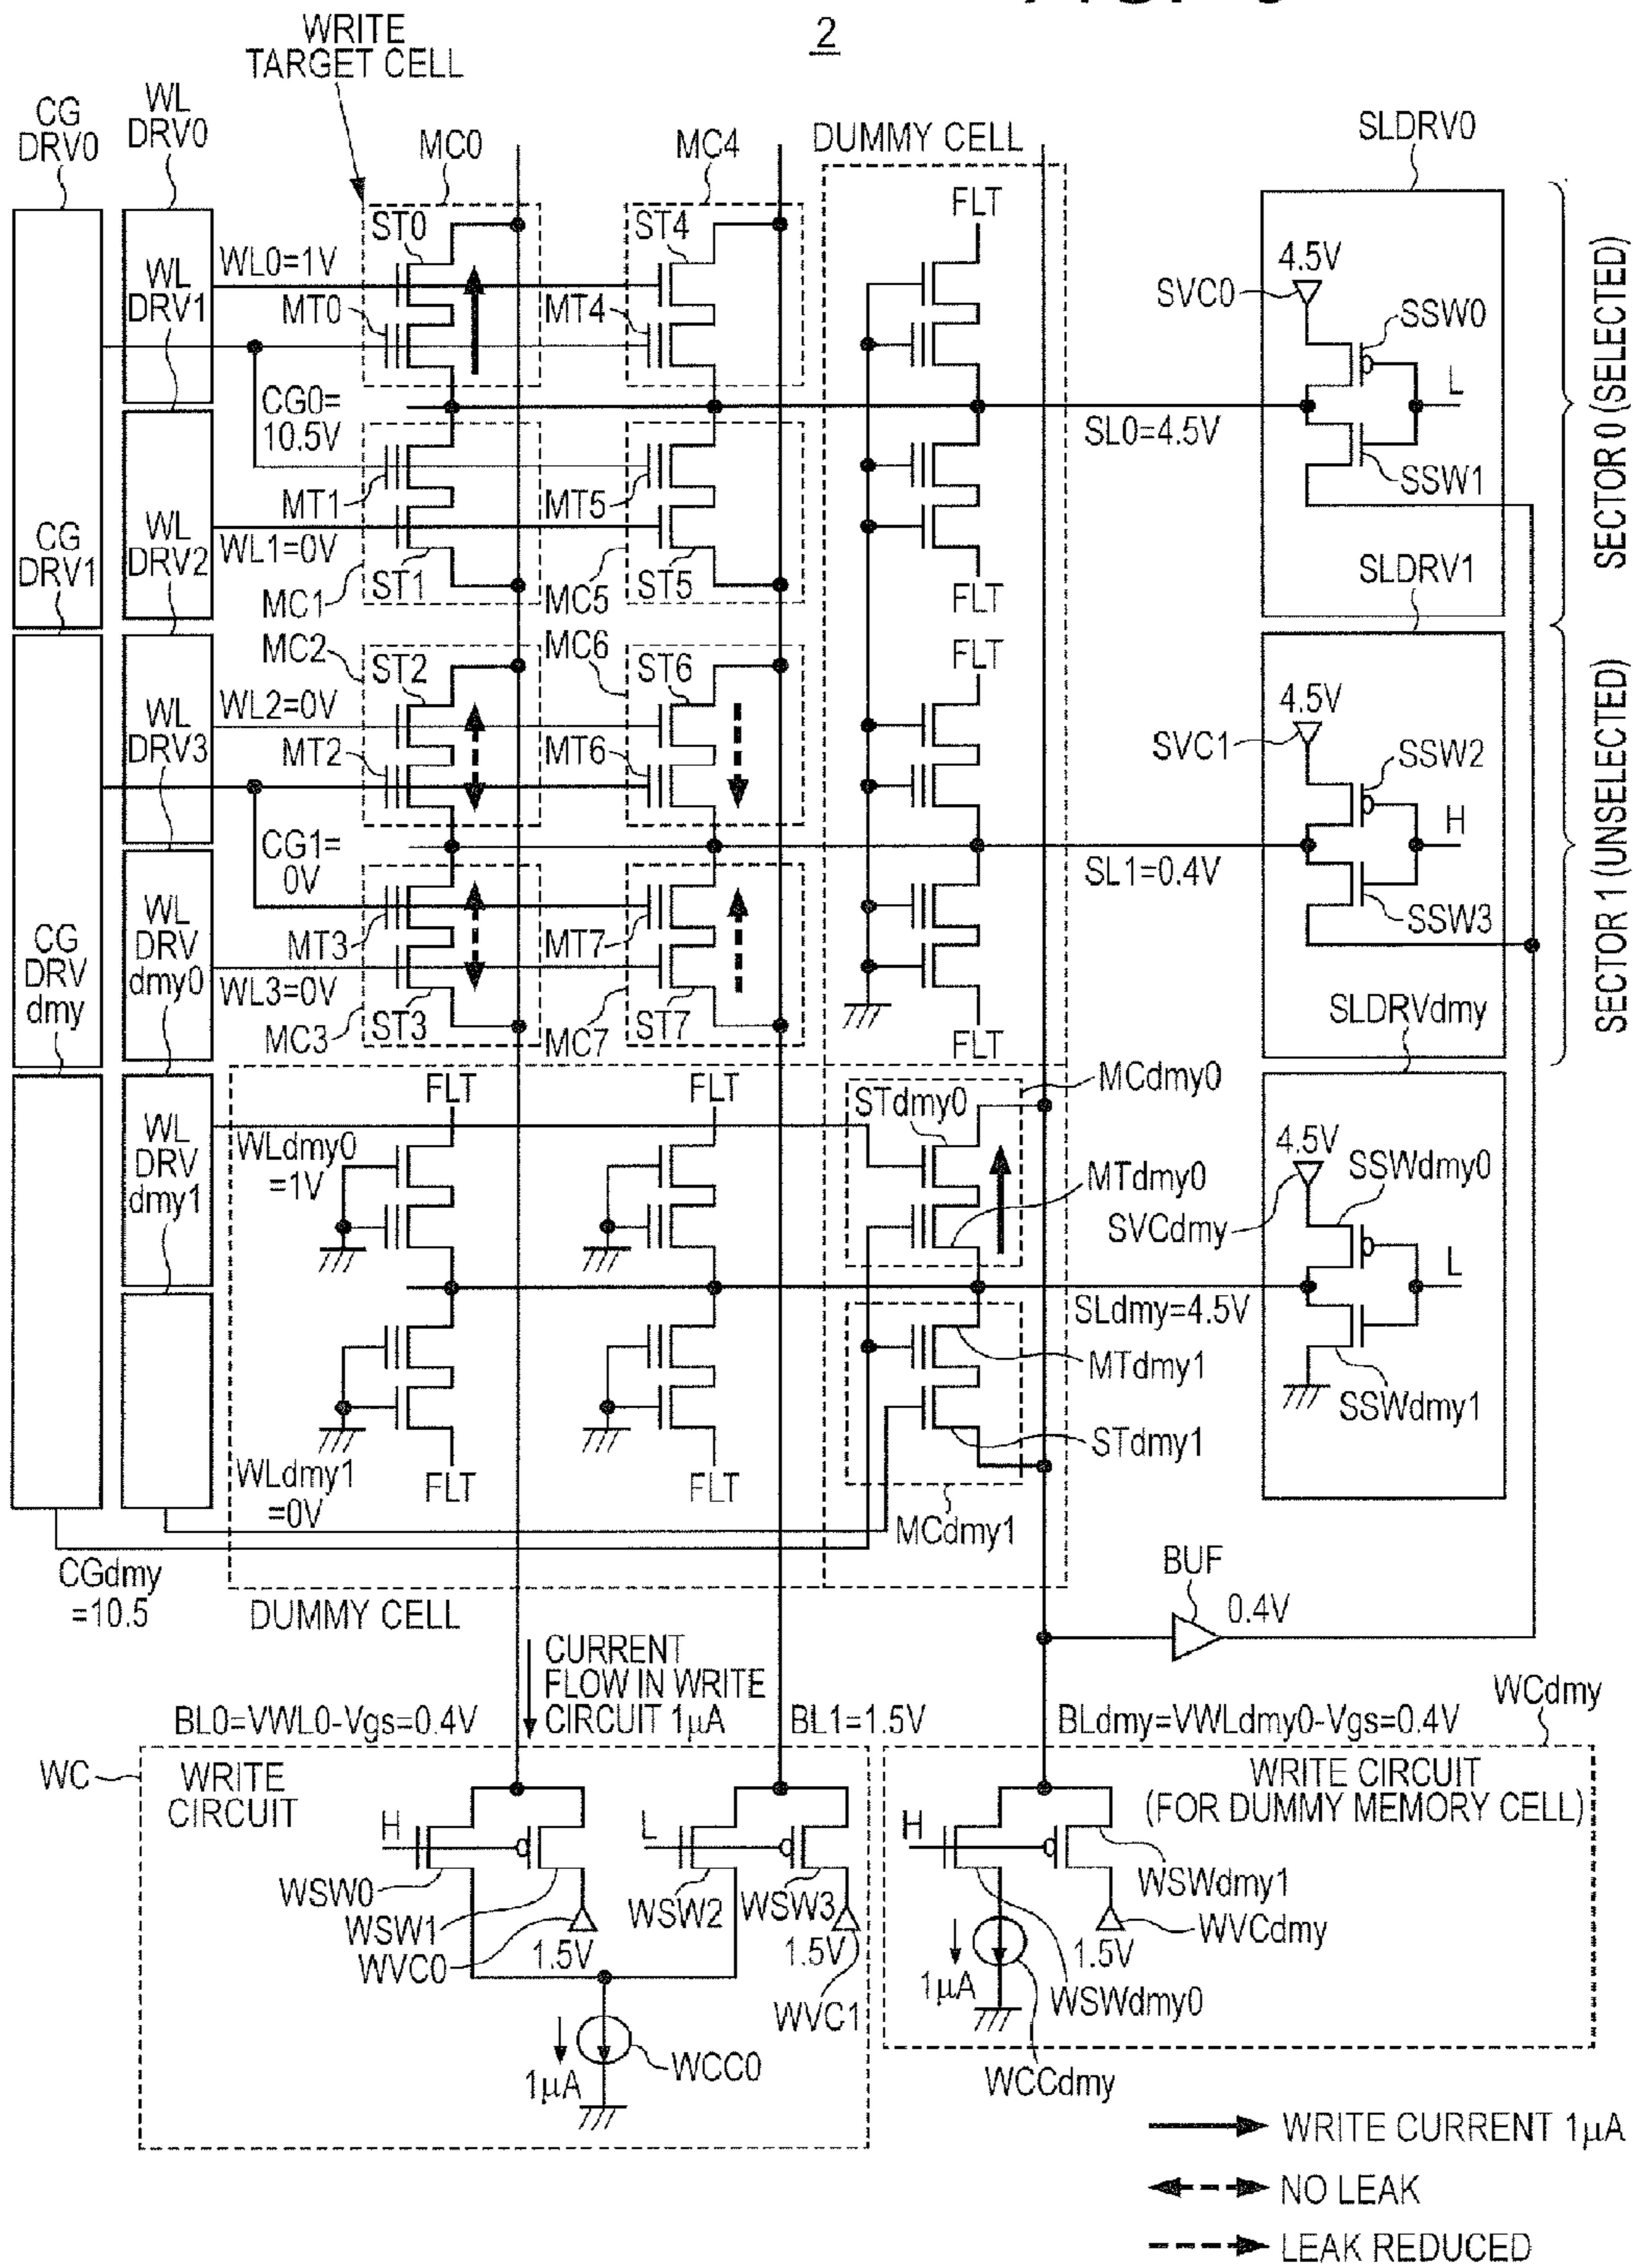 2
WRITE
TARGET CELL
CG
DRV0
WL
DRV0
MC0
MC4
DUMMY CELL
SLDRV0
ST0
ST4
FLT
WL0=1V
WL
DRV1
MT0
MT4
4.5V
SVC0
SSW0
L
CG0=
10.5V
SL0=4.5V
SSW1
SECTOR 0 (SELECTED)
MT1
MT5
CG
DRV1
WL
DRV2
WL1=0V
ST1
ST5
MC1
MC5
FLT
SLDRV1
MC2
MC6
FLT
ST2
ST6
WL2=0V
WL
DRV3
MT2
MT6
4.5V
SVC1
SSW2
H
CG1=
0V
SL1=0.4V
SSW3
SECTOR 1 (UNSELECTED)
CG
DRV
dmy
WL
DRV
dmy0
MT3
MT7
WL3=0V
ST3
ST7
MC3
MC7
FLT
SLDRVdmy
FLT
FLT
MCdmy0
STdmy0
WL
DRV
dmy1
WLdmy0
=1V
MTdmy0
4.5V
SVCdmy
SSWdmy0
L
SLdmy=4.5V
MTdmy1
SSWdmy1
STdmy1
WLdmy1
=0V
FLT
FLT
MCdmy1
CGdmy
=10.5
DUMMY CELL
BUF
0.4V
CURRENT
FLOW IN WRITE
CIRCUIT 1μA
BL0=VWL0-Vgs=0.4V
BL1=1.5V
BLdmy=VWLdmy0-Vgs=0.4V
WCdmy
WC
WRITE
CIRCUIT
WRITE CIRCUIT
(FOR DUMMY MEMORY CELL)
H
L
H
WSW0
WSW1
WVC0
1.5V
WSW2
WSW3
1.5V
WVC1
WSWdmy1
WVCdmy
1.5V
1μA
WSWdmy0
WCCdmy
1μA
WCC0
WRITE CURRENT 1μA
NO LEAK
LEAK REDUCED